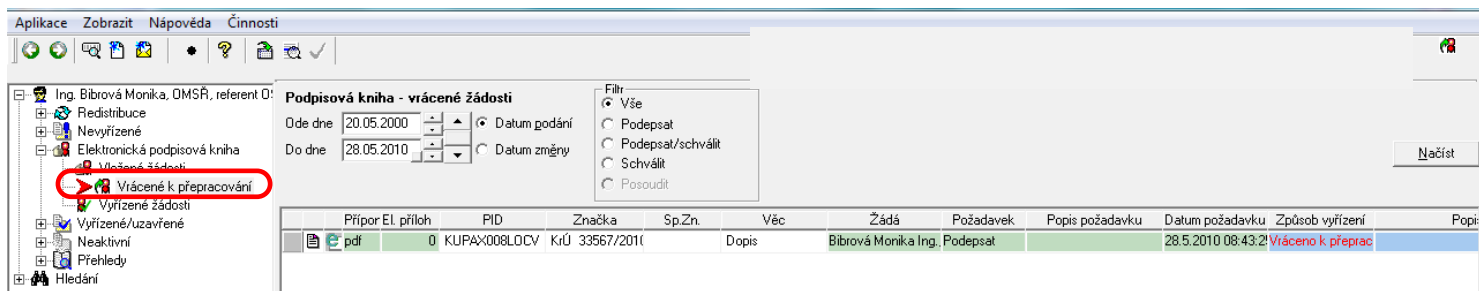 Aplikace Zobrazit Nápověda Činnosti
Ing. Bibrová Monika, OMSŘ, referent OS
Redistribuce
Nevyřízené
Elektronická podpisová kniha
Vložené žádosti
Vrácené k přepracování
Vyřízené žádosti
Vyřízené/uzavřené
Neaktivní
Přehledy
Hledání
Podpisová kniha - vrácené žádosti
Ode dne 20.05.2000 Datum podání
Do dne 28.05.2010 Datum změny
Filtr
Vše
Podepsat
Podepsat/schválit
Schválit
Posoudit
Načíst
Přípor El. příloh PID Značka Sp.Zn. Věc Žádá Požadavek Popis požadavku Datum požadavku Způsob vyřízení Popis
pdf 0 KUPAX008LOCV KrÚ 33567/2010 Dopis Bibrová Monika Ing. Podepsat 28.5.2010 08:43:2 Vráceno k přeprac